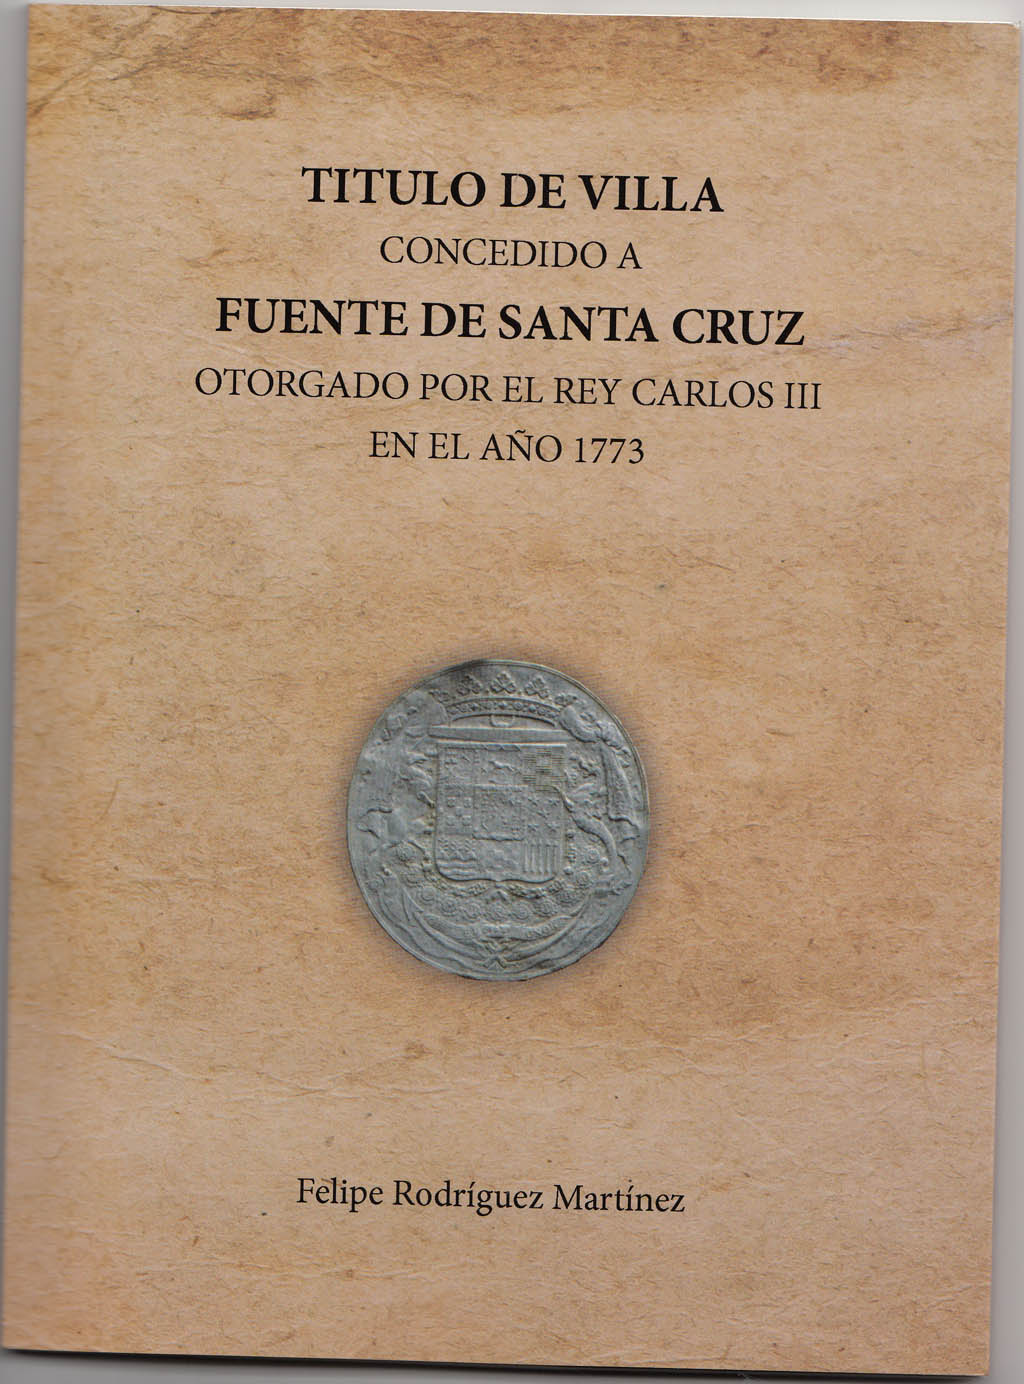 TITULO DE VILLA
CONCEDIDO A
FUENTE DE SANTA CRUZ
OTORGADO POR EL REY CARLOS III
EN EL AÑO 1773
Felipe Rodríguez Martínez